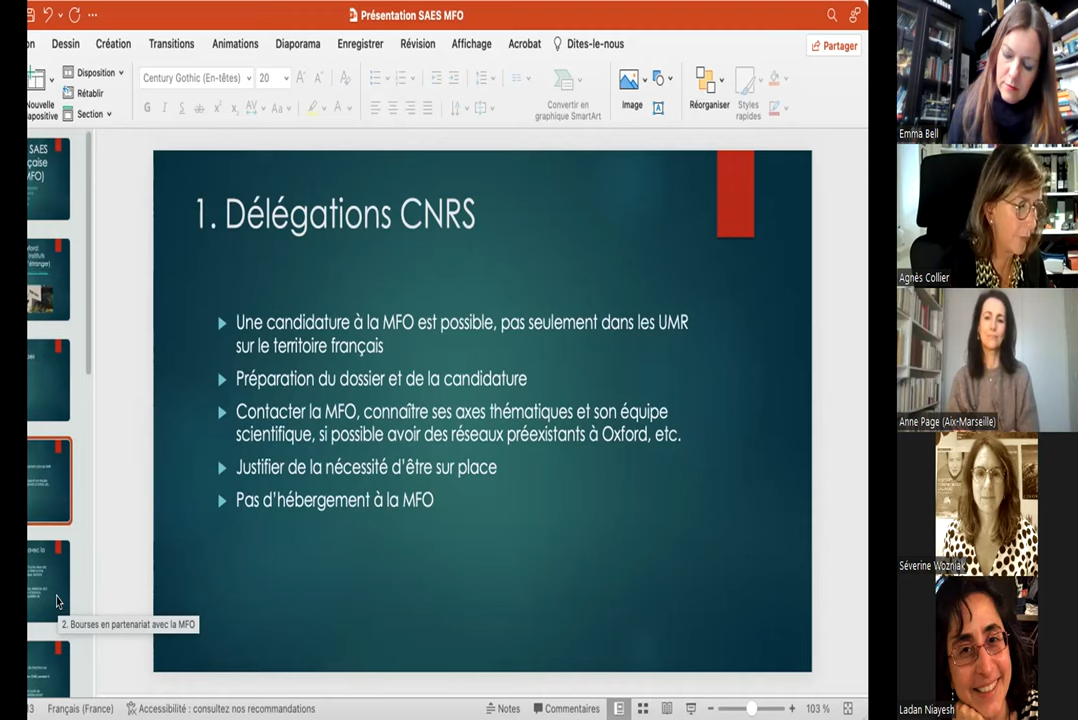 Présentation SAES MFO
Dessin
Création
Transitions
Animations
Diaporama
Enregistrer
Révision
Affichage
Acrobat
Dites-le-nous
Partager
Nouvelle
Disposition
Rétablir
Section
Century Gothic (En-têtes)
20
G I S ab
Aa
A
Convertir en
graphique SmartArt
Image
Réorganiser
Styles
rapides
SAES
MFO)
1. Délégations CNRS
Une candidature à la MFO est possible, pas seulement dans les UMR
sur le territoire français
Préparation du dossier et de la candidature
Contacter la MFO, connaître ses axes thématiques et son équipe
scientifique, si possible avoir des réseaux préexistants à Oxford, etc.
Justifier de la nécessité d'être sur place
Pas d'hébergement à la MFO
2. Bourses en partenariat avec la MFO
Français (France)
Accessibilité : consultez nos recommandations
Notes
Commentaires
103 %
Emma Bell
Agnès Collier
Anne Page (Aix-Marseille)
Séverine Wozniak
Ladan Niayesh